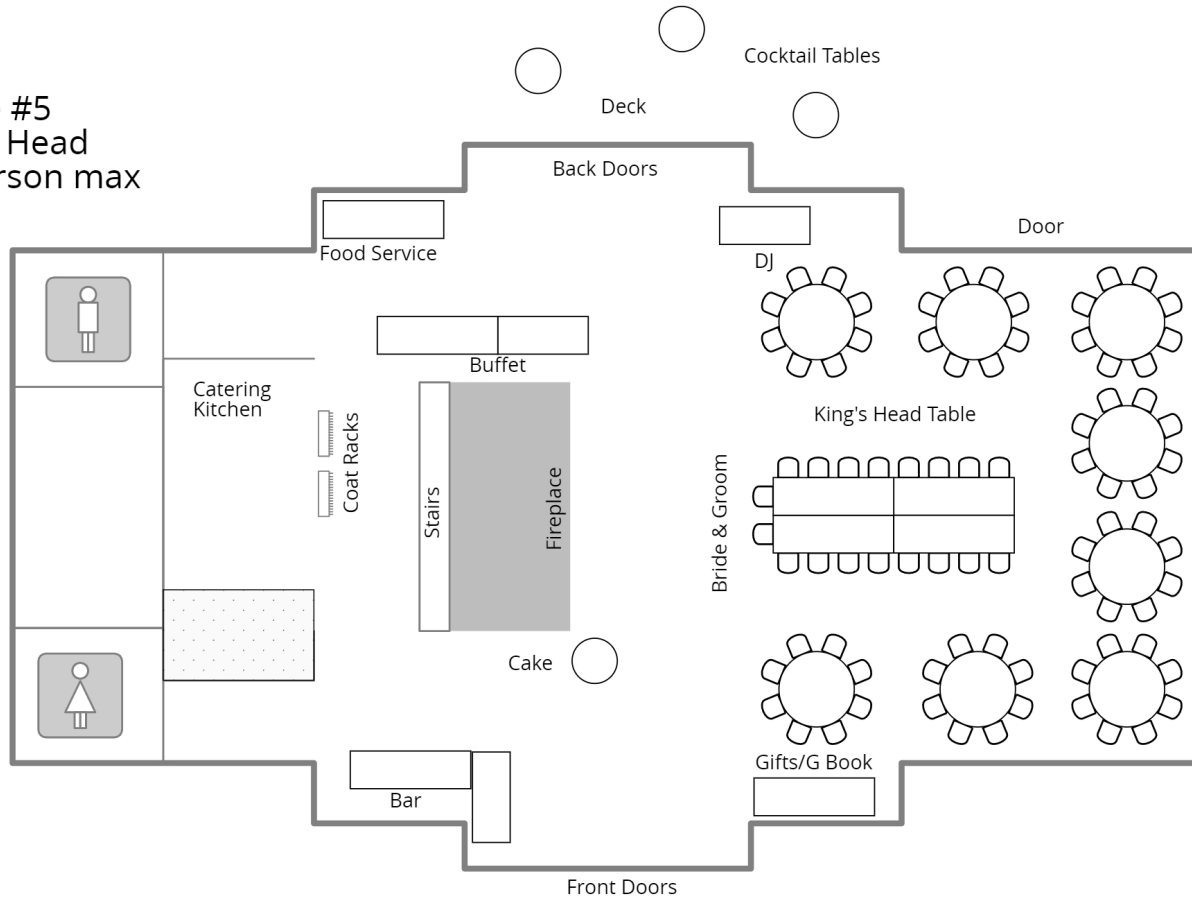 #5
Head
max
Cocktail Tables
Deck
Back Doors
Door
Food Service
DJ
Buffet
Catering
Kitchen
Coat Racks
Stairs
Fireplace
King's Head Table
Bride & Groom
Cake
Gifts/G Book
Bar
Front Doors